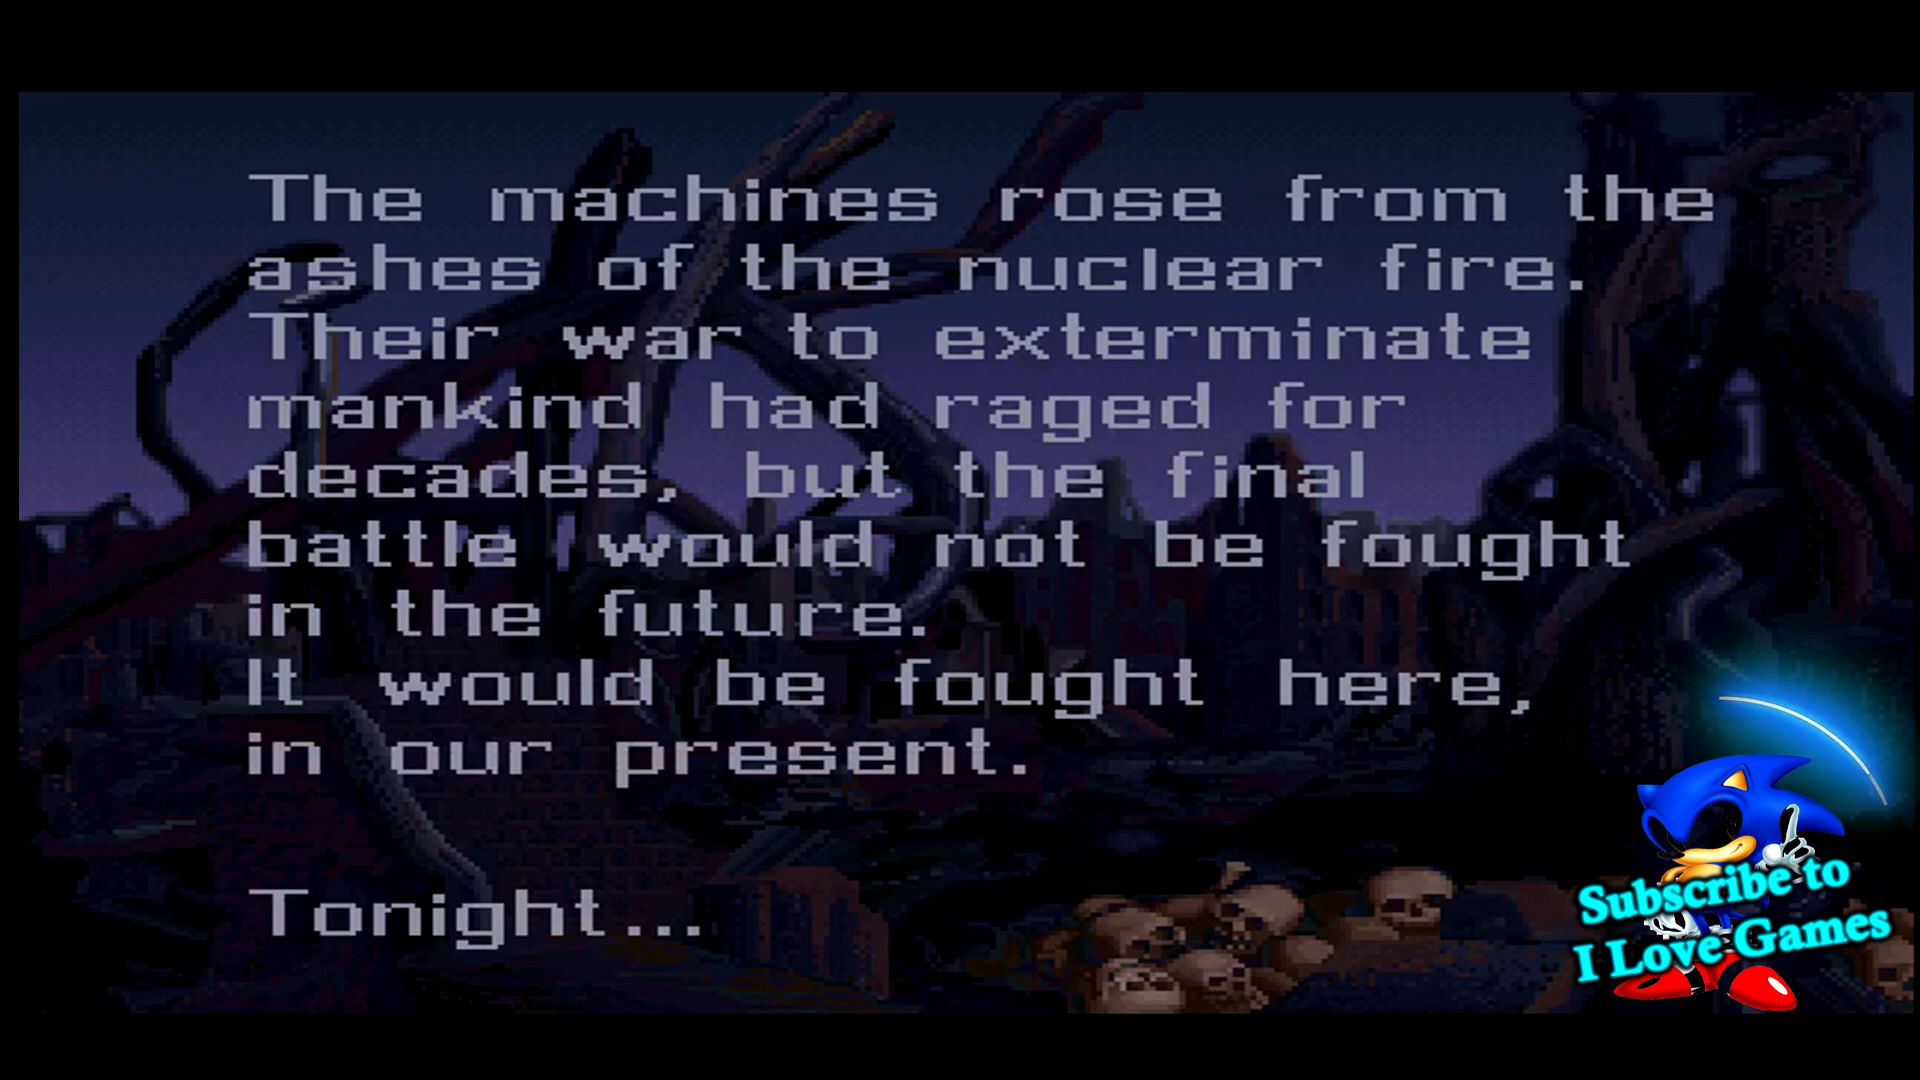 The machines rose from the
ashes of the nuclear fire.
Their war to exterminate
mankind had raged for
decades, but the final
battle would not be fought
in the future.
It would be fought here,
in our present.
Tonight...
Subscribe to
I Love Games